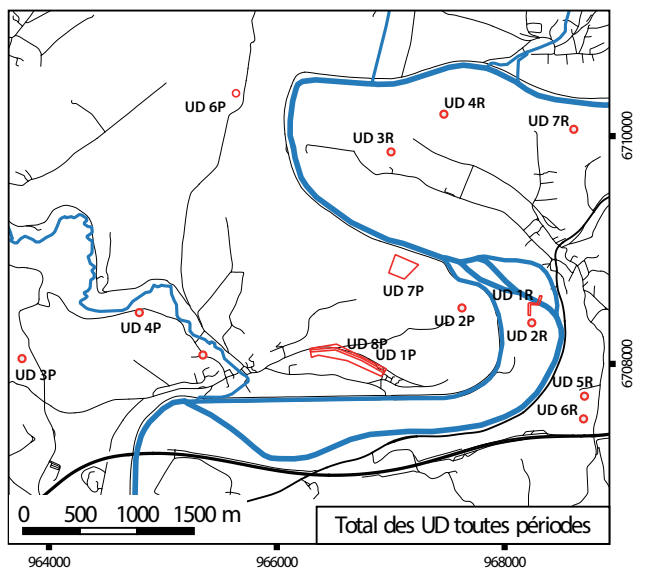 UD 6P
UD 4R
UD 7R
UD 3R
6710000
UD 7P
UD 1R
UD 2P
UD 4P
UD 2R
UD 8P
UD 1P
UD 3P
6708000
UD 5R
UD 6R
0 500 1000 1500 m
Total des UD toutes périodes
964000 966000 968000